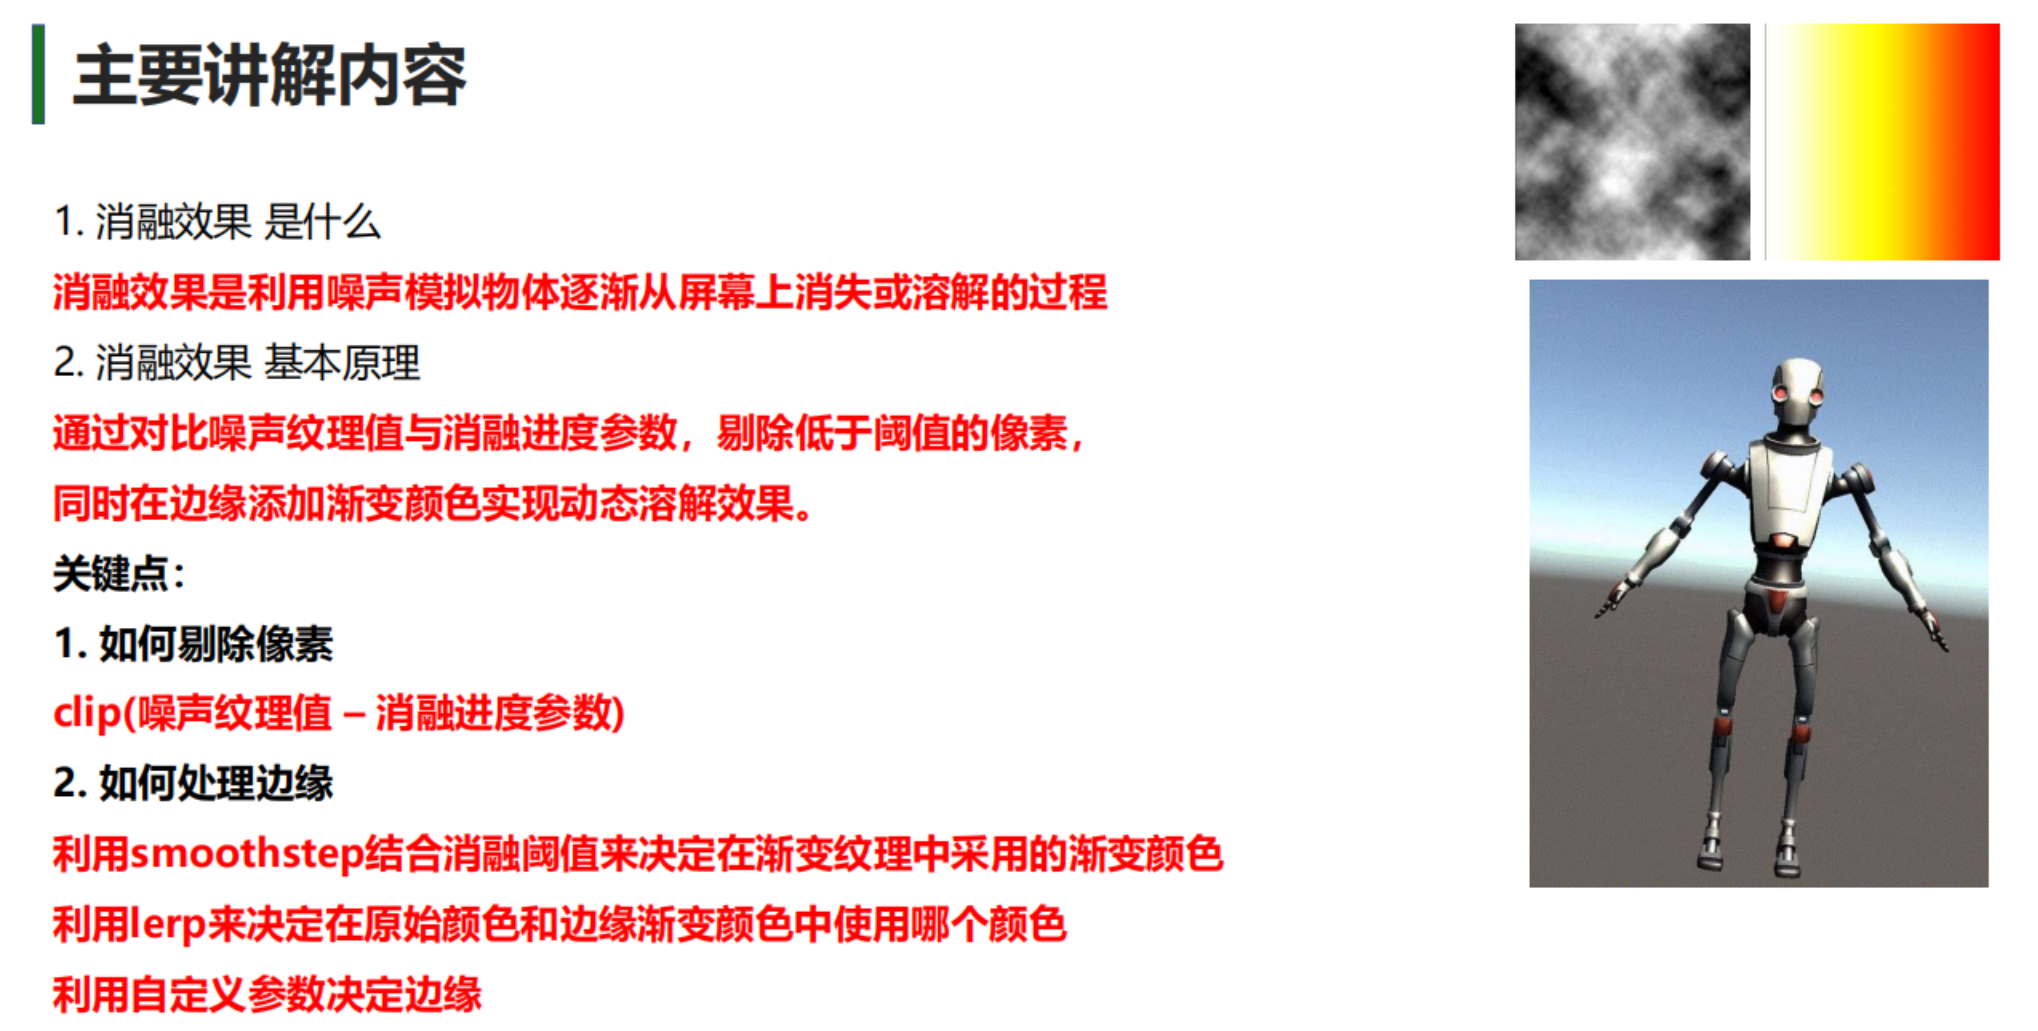 主要讲解内容
1. 消融效果 是什么
消融效果是利用噪声模拟物体逐渐从屏幕上消失或溶解的过程
2. 消融效果 基本原理
通过对比噪声纹理值与消融进度参数，剔除低于阈值的像素，
同时在边缘添加渐变颜色实现动态溶解效果。
关键点：
1. 如何剔除像素
clip(噪声纹理值 – 消融进度参数)
2. 如何处理边缘
利用smoothstep结合消融阈值来决定在渐变纹理中采用的渐变颜色
利用lerp来决定在原始颜色和边缘渐变颜色中使用哪个颜色
利用自定义参数决定边缘